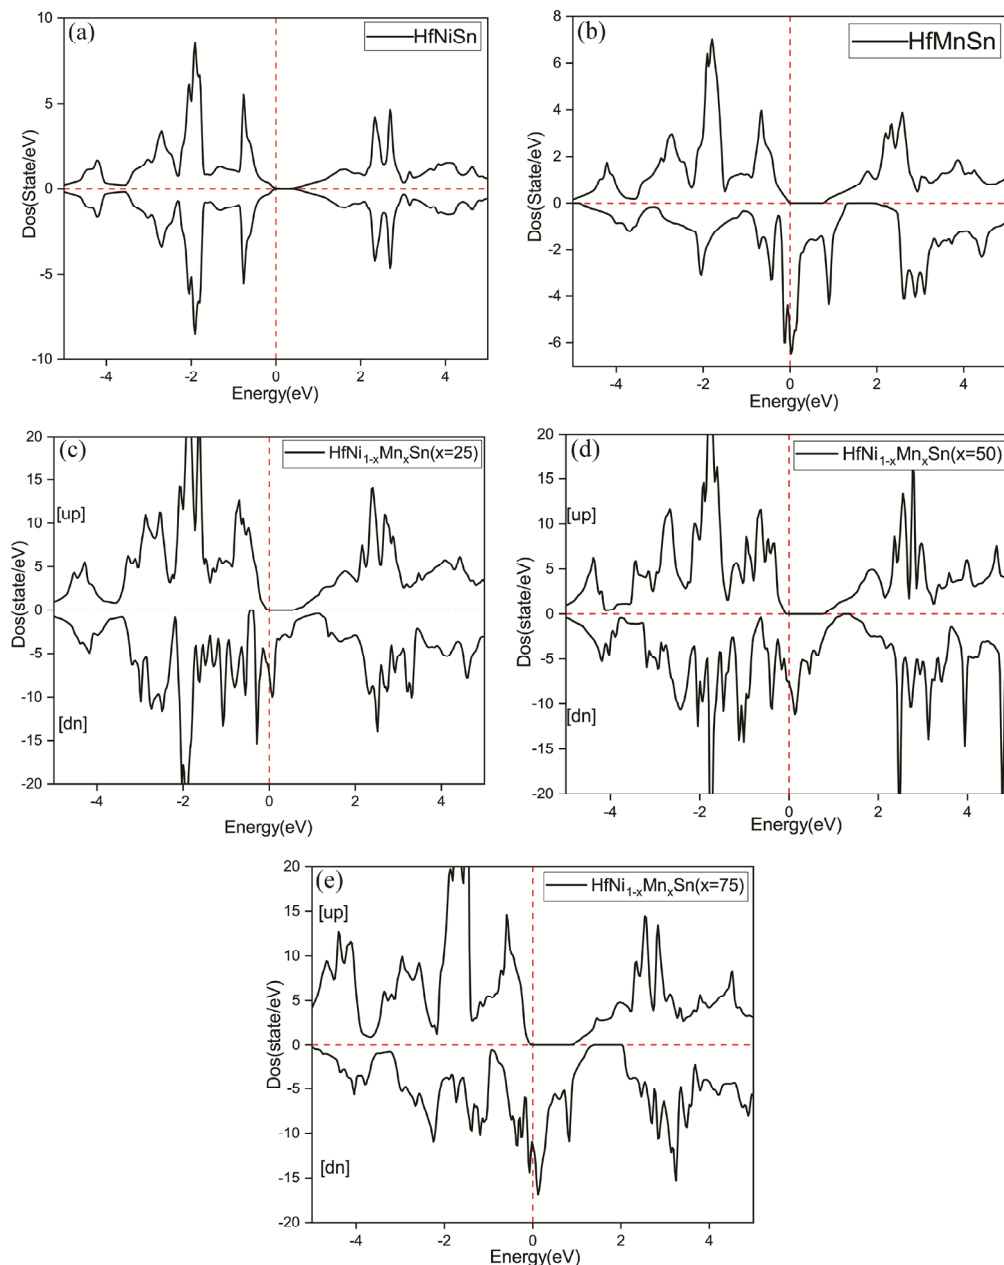 (a)
HfNiSn
10
5
0
-5
-10
Dos(State/eV)
-4 -2 0 2 4
Energy(eV)
(b)
HfMnSn
8
6
4
2
0
-2
-4
-6
Dos(State/eV)
-4 -2 0 2 4
Energy(eV)
(c)
HfNi1-xMnxSn(x=25)
[up]
[dn]
20
15
10
5
0
-5
-10
-15
-20
Dos(state/eV)
-4 -2 0 2 4
Energy(eV)
(d)
HfNi1-xMnxSn(x=50)
[up]
[dn]
20
15
10
5
0
-5
-10
-15
-20
Dos(state/eV)
-4 -2 0 2 4
Energy(eV)
(e)
HfNi1-xMnxSn(x=75)
[up]
[dn]
20
15
10
5
0
-5
-10
-15
-20
Dos(state/eV)
-4 -2 0 2 4
Energy(eV)